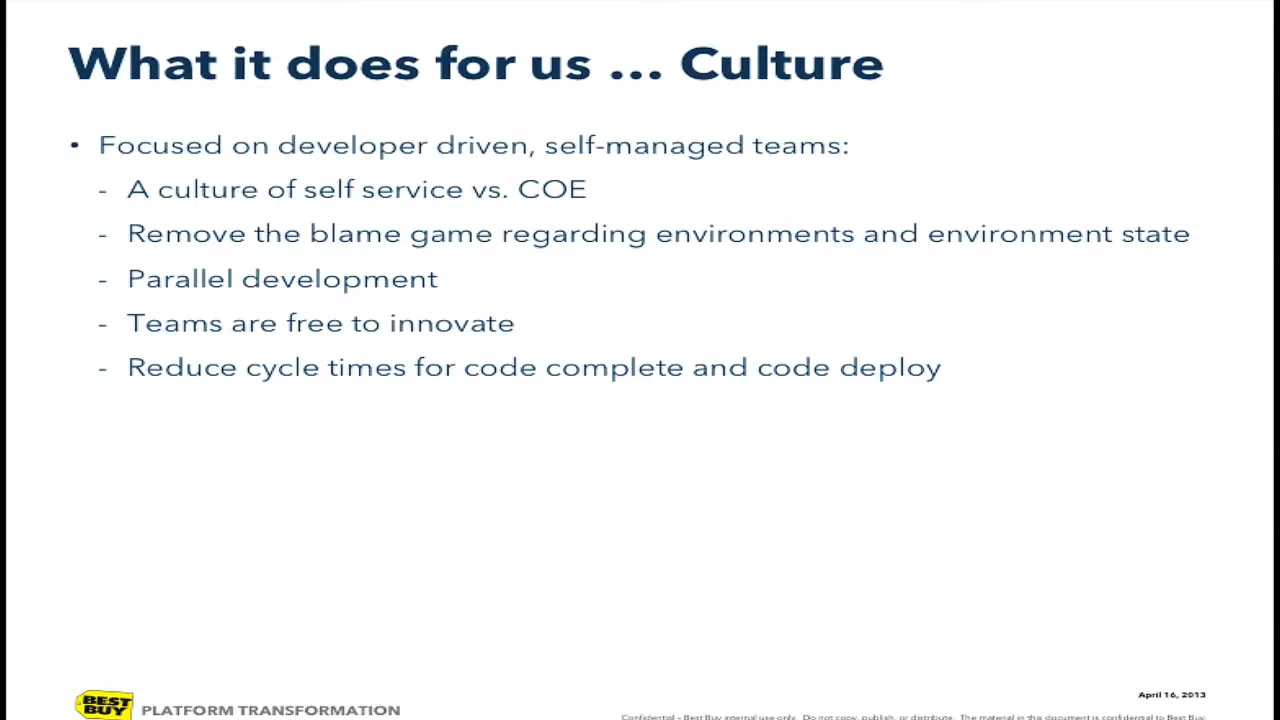 What it does for us ... Culture
• Focused on developer driven, self-managed teams:
- A culture of self service vs. COE
- Remove the blame game regarding environments and environment state
- Parallel development
- Teams are free to innovate
- Reduce cycle times for code complete and code deploy
April 16, 2013
BEST
BUY
PLATFORM TRANSFORMATION
Confidential – Best Buy internal use only. Do not copy, publish, or distribute. The material in the document is confidential to Best Buy.